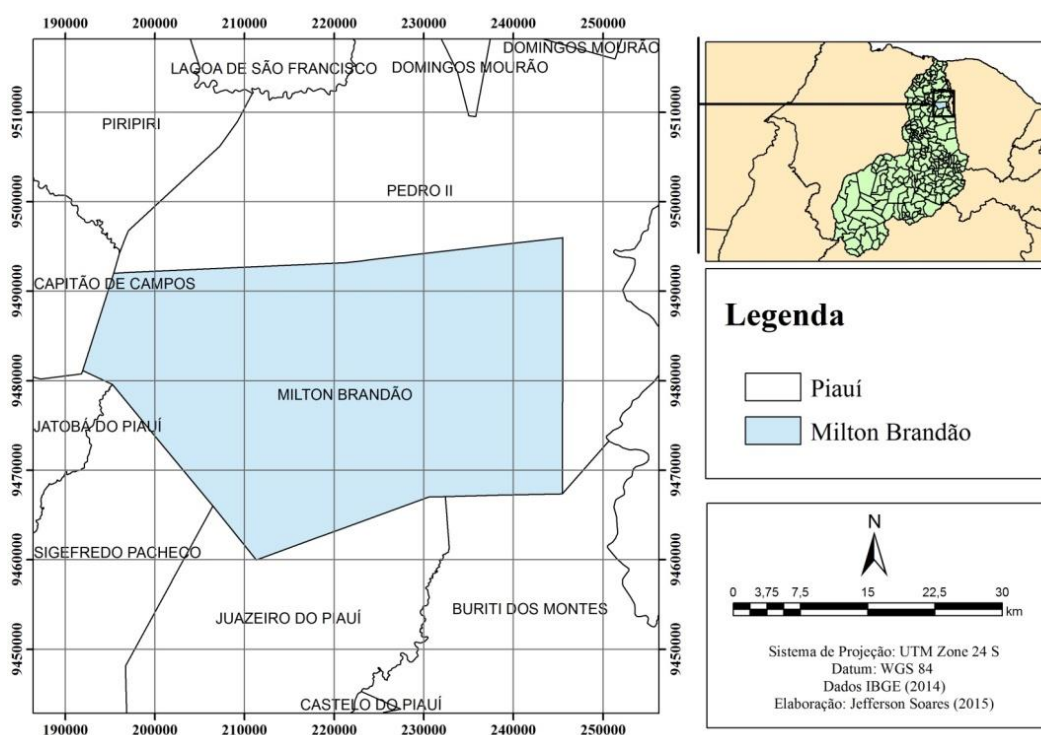 190000 200000 210000 220000 230000 240000 250000
DOMINGOS MOURÃO
LAGOA DE SÃO FRANCISCO
DOMINGOS MOURÃO
9510000
9510000
PIRIPIRI
PEDRO II
9500000
9500000
CAPITÃO DE CAMPOS
9490000
9490000
MILTON BRANDÃO
9480000
9480000
JATOBÁ DO PIAUÍ
9470000
9470000
SIGEFREDO PACHECO
9460000
9460000
BURITI DOS MONTES
JUAZEIRO DO PIAUÍ
9450000
9450000
CASTELO DO PIAUÍ
190000 200000 210000 220000 230000 240000 250000
Legenda
Piauí
Milton Brandão
N
0 3,75 7,5 15 22,5 30
km
Sistema de Projeção: UTM Zone 24 S
Datum: WGS 84
Dados IBGE (2014)
Elaboração: Jefferson Soares (2015)